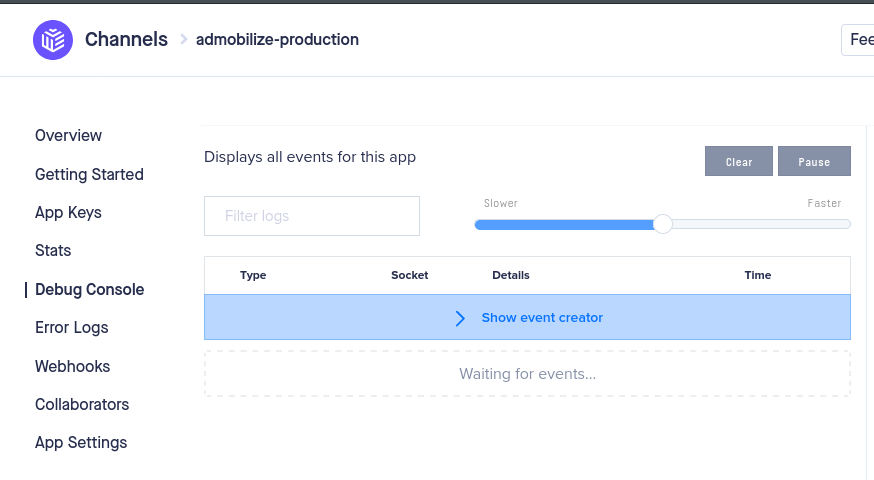 Channels admobilize-production
Fee
Overview
Getting Started
App Keys
Stats
Debug Console
Error Logs
Webhooks
Collaborators
App Settings
Displays all events for this app
Clear Pause
Filter logs
Slower Faster
Type Socket Details Time
Show event creator
Waiting for events...